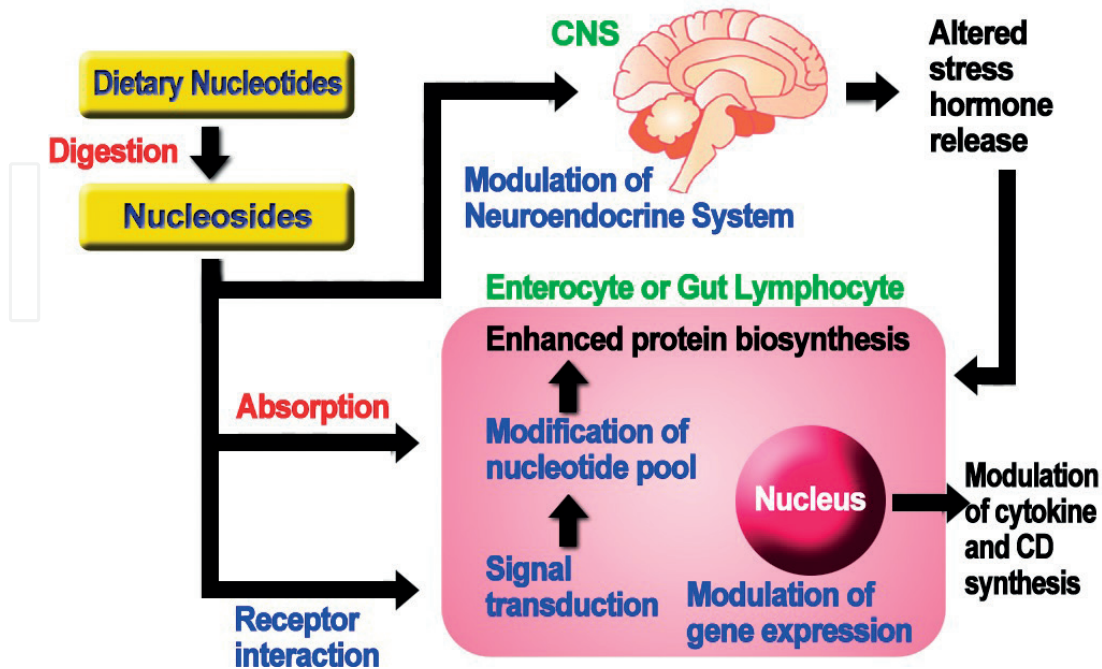 Dietary Nucleotides
Digestion
Nucleosides
CNS
Altered
stress
hormone
release
Modulation of
Neuroendocrine System
Enterocyte or Gut Lymphocyte
Enhanced protein biosynthesis
Absorption
Modification of
nucleotide pool
Nucleus
Modulation
of cytokine
and CD
synthesis
Signal
transduction
Modulation of
gene expression
Receptor
interaction